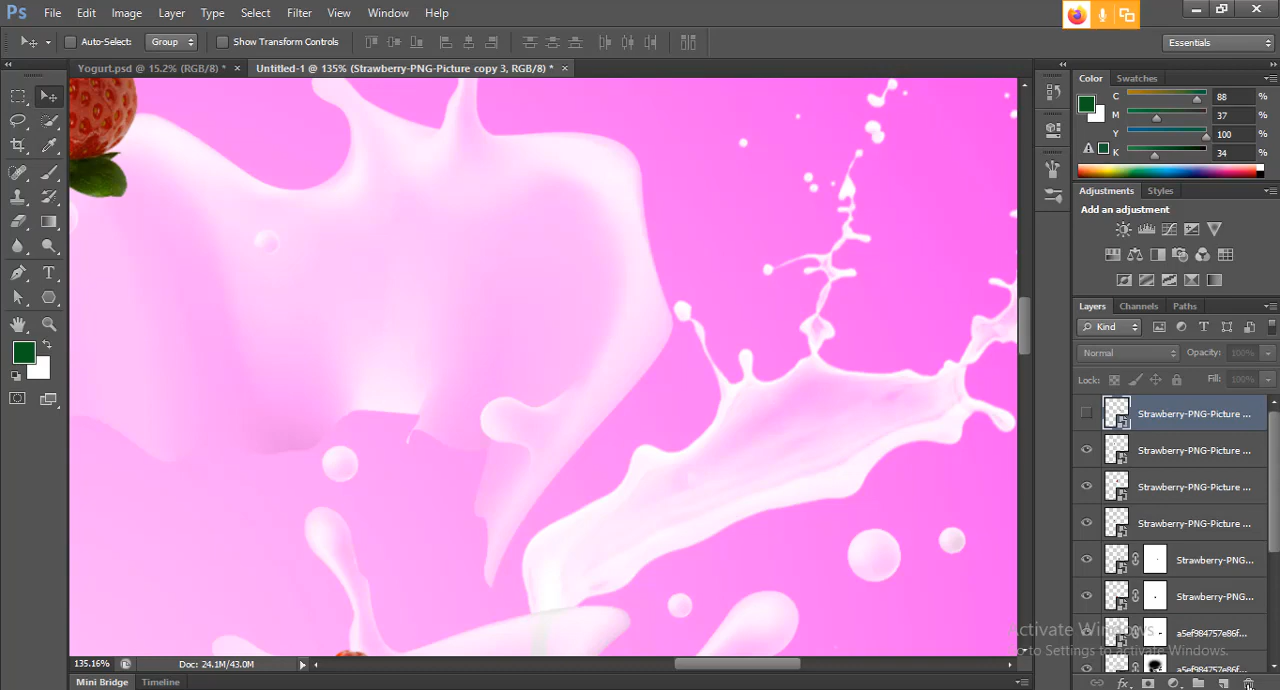 Ps File Edit Image Layer Type Select Filter View Window Help
Auto-Select: Group Show Transform Controls Essentials
Yogurt.psd @ 15.2% (RGB/8) * × Untitled-1 @ 135% (Strawberry-PNG-Picture copy 3, RGB/8) * ×
Color Swatches
C 88 %
M 37 %
Y 100 %
K 34 %
Adjustments Styles
Add an adjustment
Layers Channels Paths
Kind
Normal Opacity: 100%
Lock: Fill: 100%
Strawberry-PNG-Picture ...
Strawberry-PNG-Picture ...
Strawberry-PNG-Picture ...
Strawberry-PNG-Picture ...
Strawberry-PNG...
Strawberry-PNG...
a5ef984757e86f...
a5ef984757e86f...
Activate Windows
Go to Settings to activate Windows.
135.16% Doc: 24.1M/43.0M
Mini Bridge Timeline